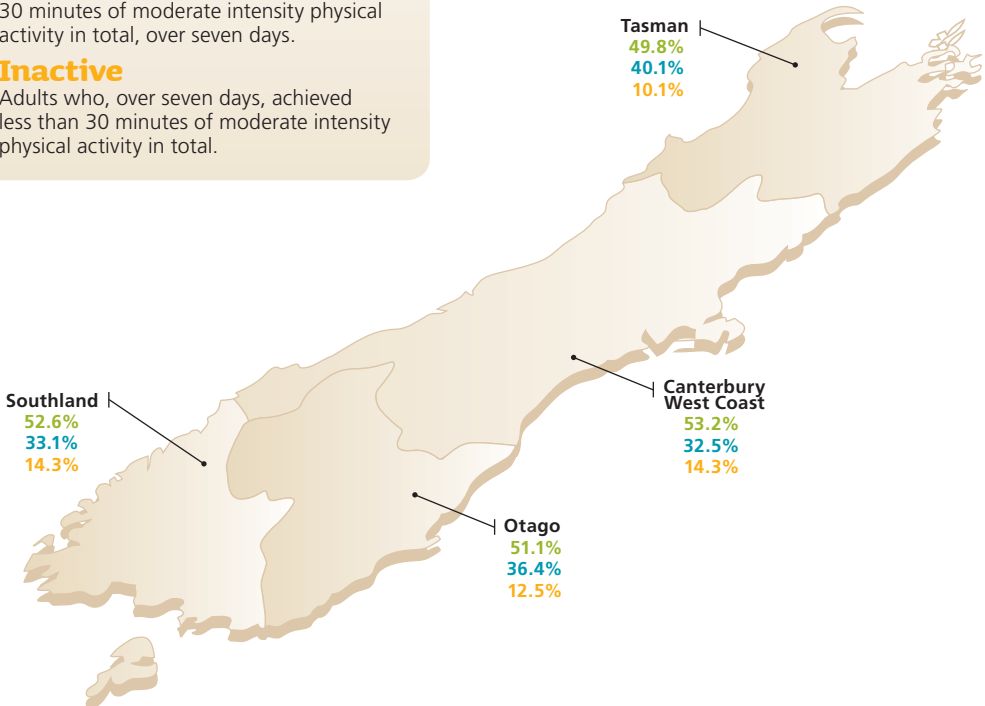 30 minutes of moderate intensity physical
activity in total, over seven days.
Inactive
Adults who, over seven days, achieved
less than 30 minutes of moderate intensity
physical activity in total.
Tasman
49.8%
40.1%
10.1%
Southland
52.6%
33.1%
14.3%
Canterbury
West Coast
53.2%
32.5%
14.3%
Otago
51.1%
36.4%
12.5%